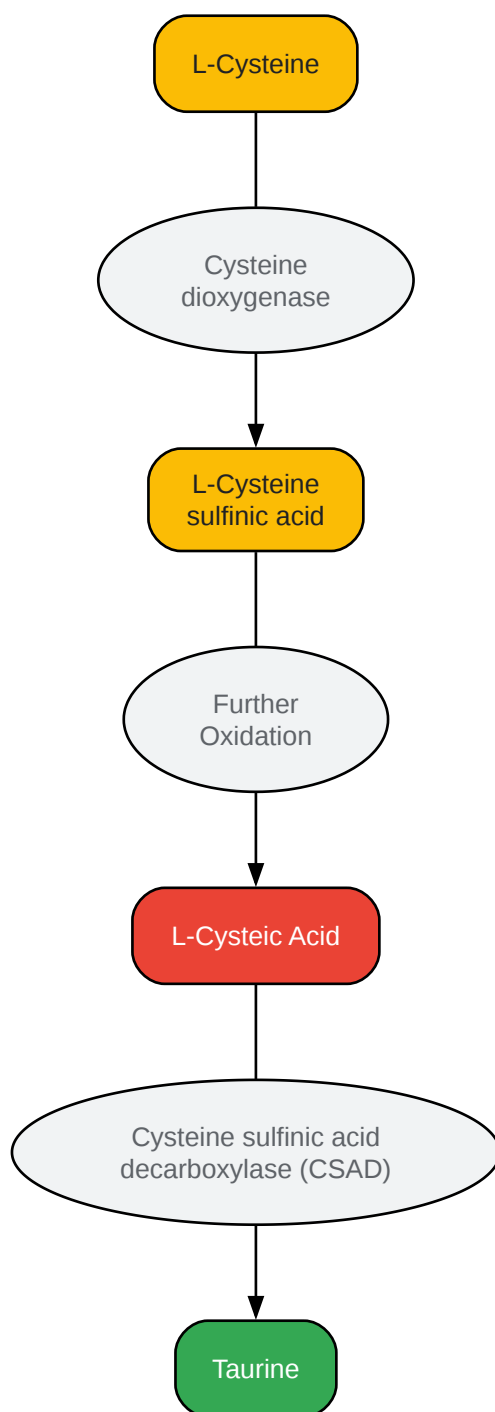 L-Cysteine
Cysteine
dioxygenase
L-Cysteine
sulfinic acid
Further
Oxidation
L-Cysteic Acid
Cysteine sulfinic acid
decarboxylase (CSAD)
Taurine